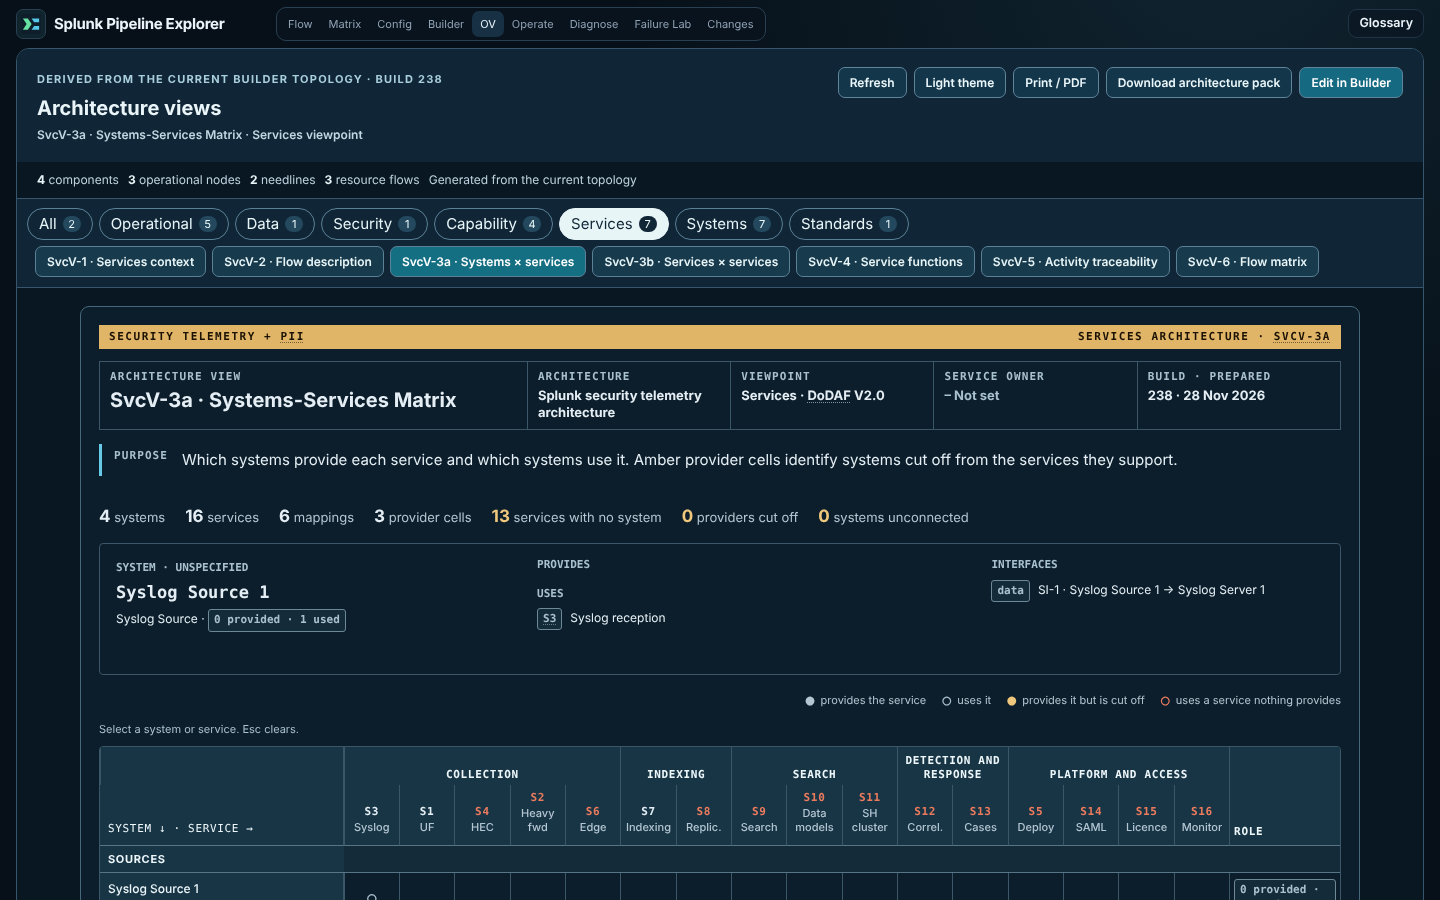 Splunk Pipeline Explorer
Flow Matrix Config Builder OV Operate Diagnose Failure Lab Changes
Glossary
DERIVED FROM THE CURRENT BUILDER TOPOLOGY · BUILD 238
Architecture views
SvcV-3a · Systems-Services Matrix · Services viewpoint
Refresh Light theme Print / PDF Download architecture pack Edit in Builder
4 components 3 operational nodes 2 needlines 3 resource flows Generated from the current topology
All 2 Operational 5 Data 1 Security 1 Capability 4 Services 7 Systems 7 Standards 1
SvcV-1 · Services context SvcV-2 · Flow description SvcV-3a · Systems × services SvcV-3b · Services × services SvcV-4 · Service functions SvcV-5 · Activity traceability SvcV-6 · Flow matrix
SECURITY TELEMETRY + PII SERVICES ARCHITECTURE · SVCV-3A
ARCHITECTURE VIEW
SvcV-3a · Systems-Services Matrix
ARCHITECTURE
Splunk security telemetry
architecture
VIEWPOINT
Services · DoDAF V2.0
SERVICE OWNER
– Not set
BUILD · PREPARED
238 · 28 Nov 2026
PURPOSE Which systems provide each service and which systems use it. Amber provider cells identify systems cut off from the services they support.
4 systems 16 services 6 mappings 3 provider cells 13 services with no system 0 providers cut off 0 systems unconnected
SYSTEM · UNSPECIFIED
Syslog Source 1
Syslog Source · 0 provided · 1 used
PROVIDES
USES
S3 Syslog reception
INTERFACES
data SI-1 · Syslog Source 1 → Syslog Server 1
provides the service uses it provides it but is cut off uses a service nothing provides
Select a system or service. Esc clears.
SYSTEM ↓ · SERVICE →
COLLECTION
INDEXING
SEARCH
DETECTION AND
RESPONSE
PLATFORM AND ACCESS
S3
Syslog
S1
UF
S4
HEC
S2
Heavy
fwd
S6
Edge
S7
Indexing
S8
Replic.
S9
Search
S10
Data
models
S11
SH
cluster
S12
Correl.
S13
Cases
S5
Deploy
S14
SAML
S15
Licence
S16
Monitor
ROLE
SOURCES
Syslog Source 1
0 provided ·